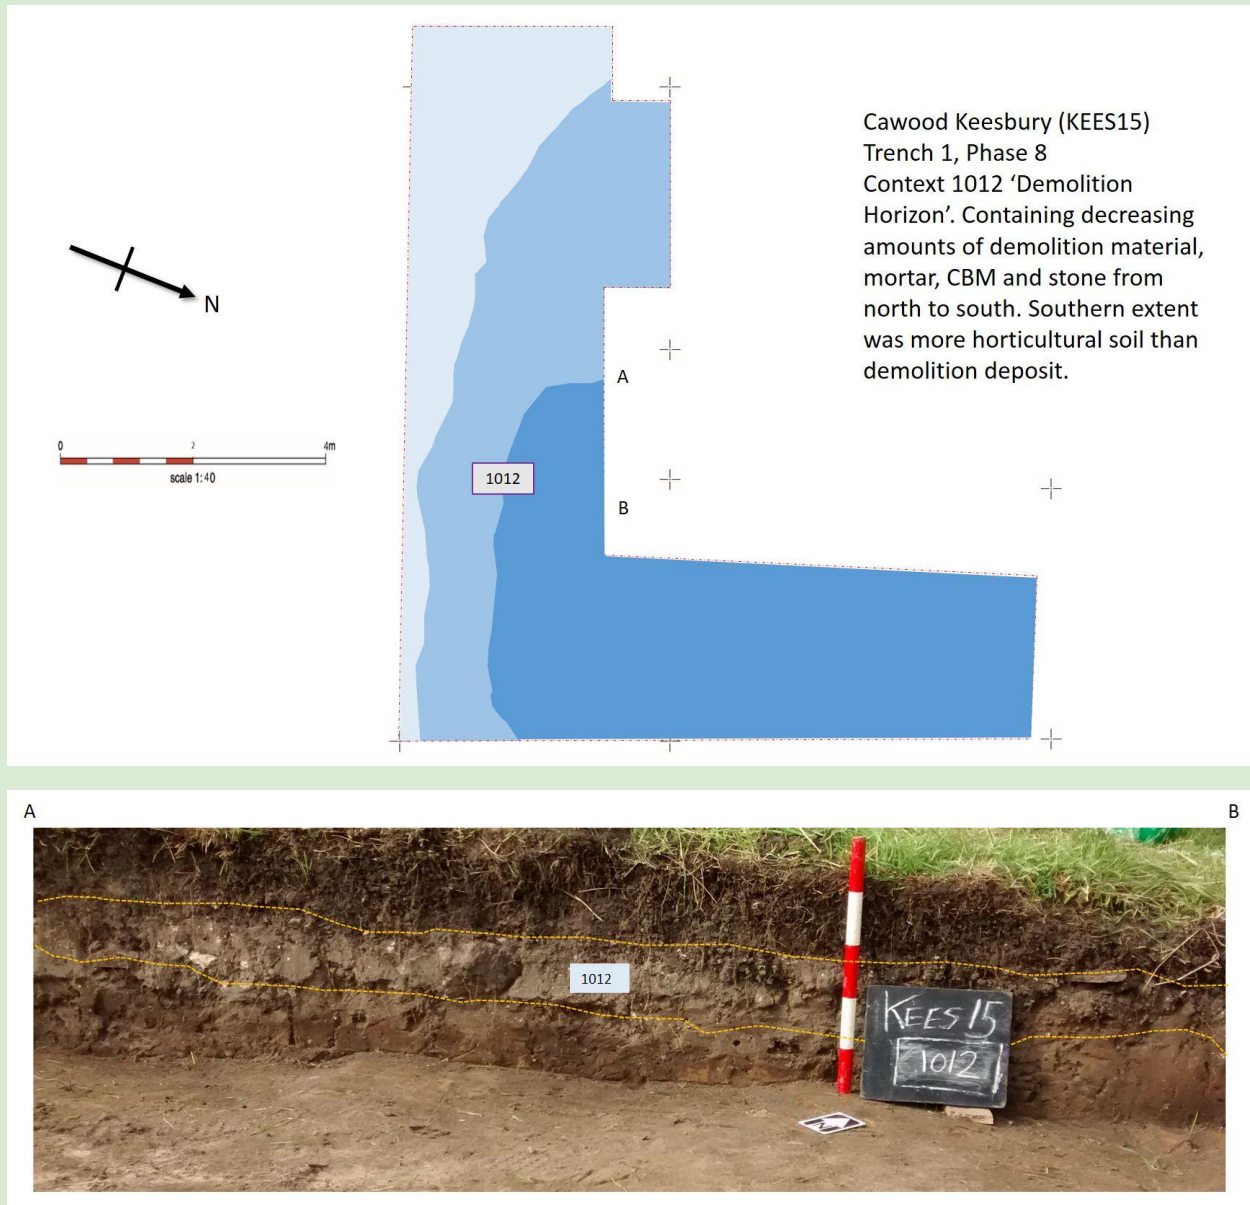 Cawood Keesbury (KEES15)
Trench 1, Phase 8
Context 1012 ‘Demolition
Horizon’. Containing decreasing
amounts of demolition material,
mortar, CBM and stone from
north to south. Southern extent
was more horticultural soil than
demolition deposit.
N
0 2 4m
scale 1:40
A
1012
B
A B
1012
KEES 15
1012
N